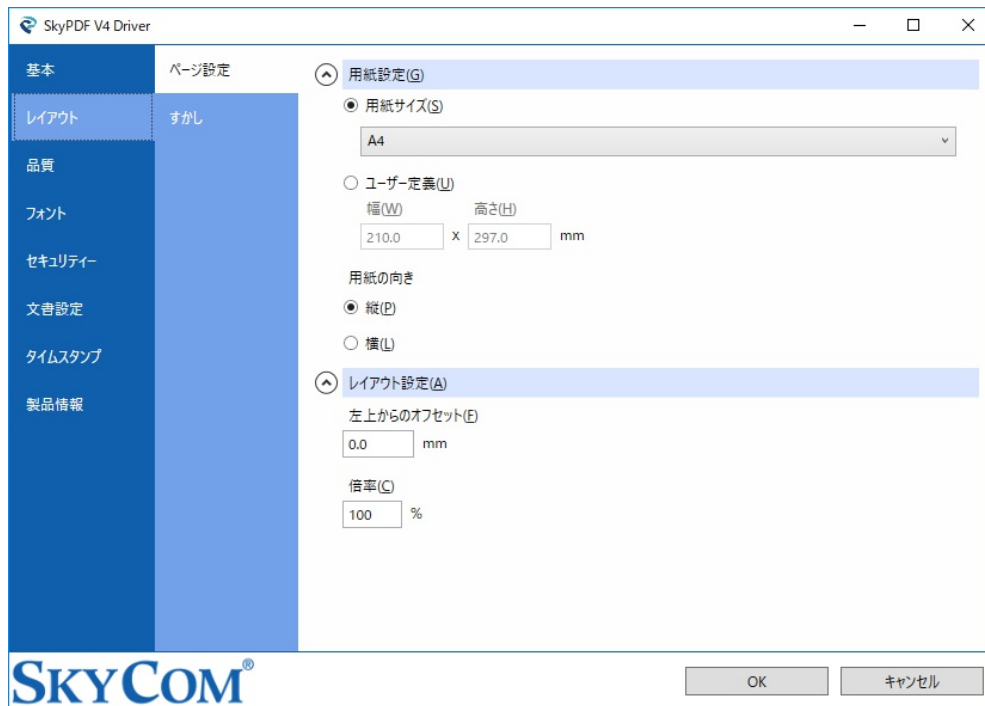 SkyPDF V4 Driver
基本
レイアウト
品質
フォント
セキュリティー
文書設定
タイムスタンプ
製品情報
ページ設定
すかし
用紙設定(G)
用紙サイズ(S)
A4
ユーザー定義(U)
幅(W) 高さ(H)
210.0 x 297.0 mm
用紙の向き
縦(P)
横(L)
レイアウト設定(A)
左上からのオフセット(F)
0.0 mm
倍率(C)
100 %
SKYCOM®
OK キャンセル